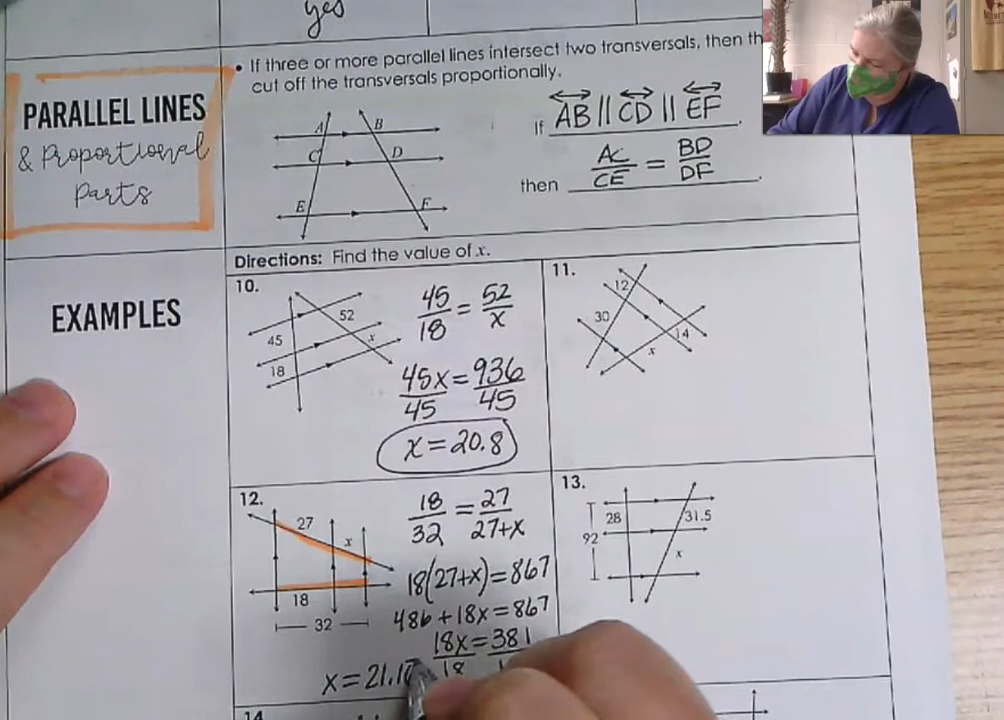 yes
PARALLEL LINES
& Proportional
Parts
• If three or more parallel lines intersect two transversals, then th
cut off the transversals proportionally.
A B
C D
E F
If AB || CD || EF.
then AC/CE = BD/DF.
EXAMPLES
Directions: Find the value of x.
10.
52
45
x
18
45/18 = 52/x
45x/45 = 936/45
x = 20.8
11.
12
30
14
x
12.
27
x
18
32
18/32 = 27/27+x
18(27+x) = 867
486 + 18x = 867
18x = 381
18
x = 21.1
13.
28
31.5
92
x
14